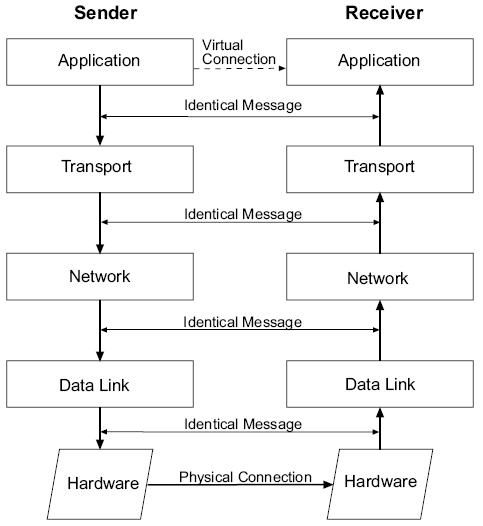 Sender
Receiver
Application
Virtual
Connection
Application
Identical Message
Transport
Transport
Identical Message
Network
Network
Identical Message
Data Link
Data Link
Identical Message
Hardware
Physical Connection
Hardware